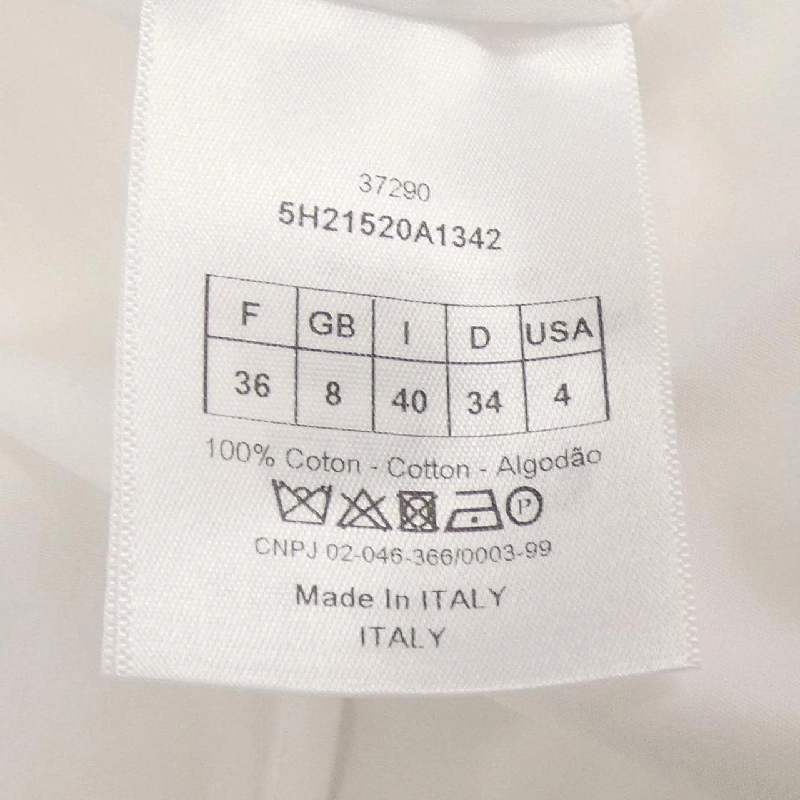 37290
5H21520A1342
F GB I D USA
36 8 40 34 4
100% Coton - Cotton - Algodão
P
CNPJ 02-046-366/0003-99
Made In ITALY
ITALY